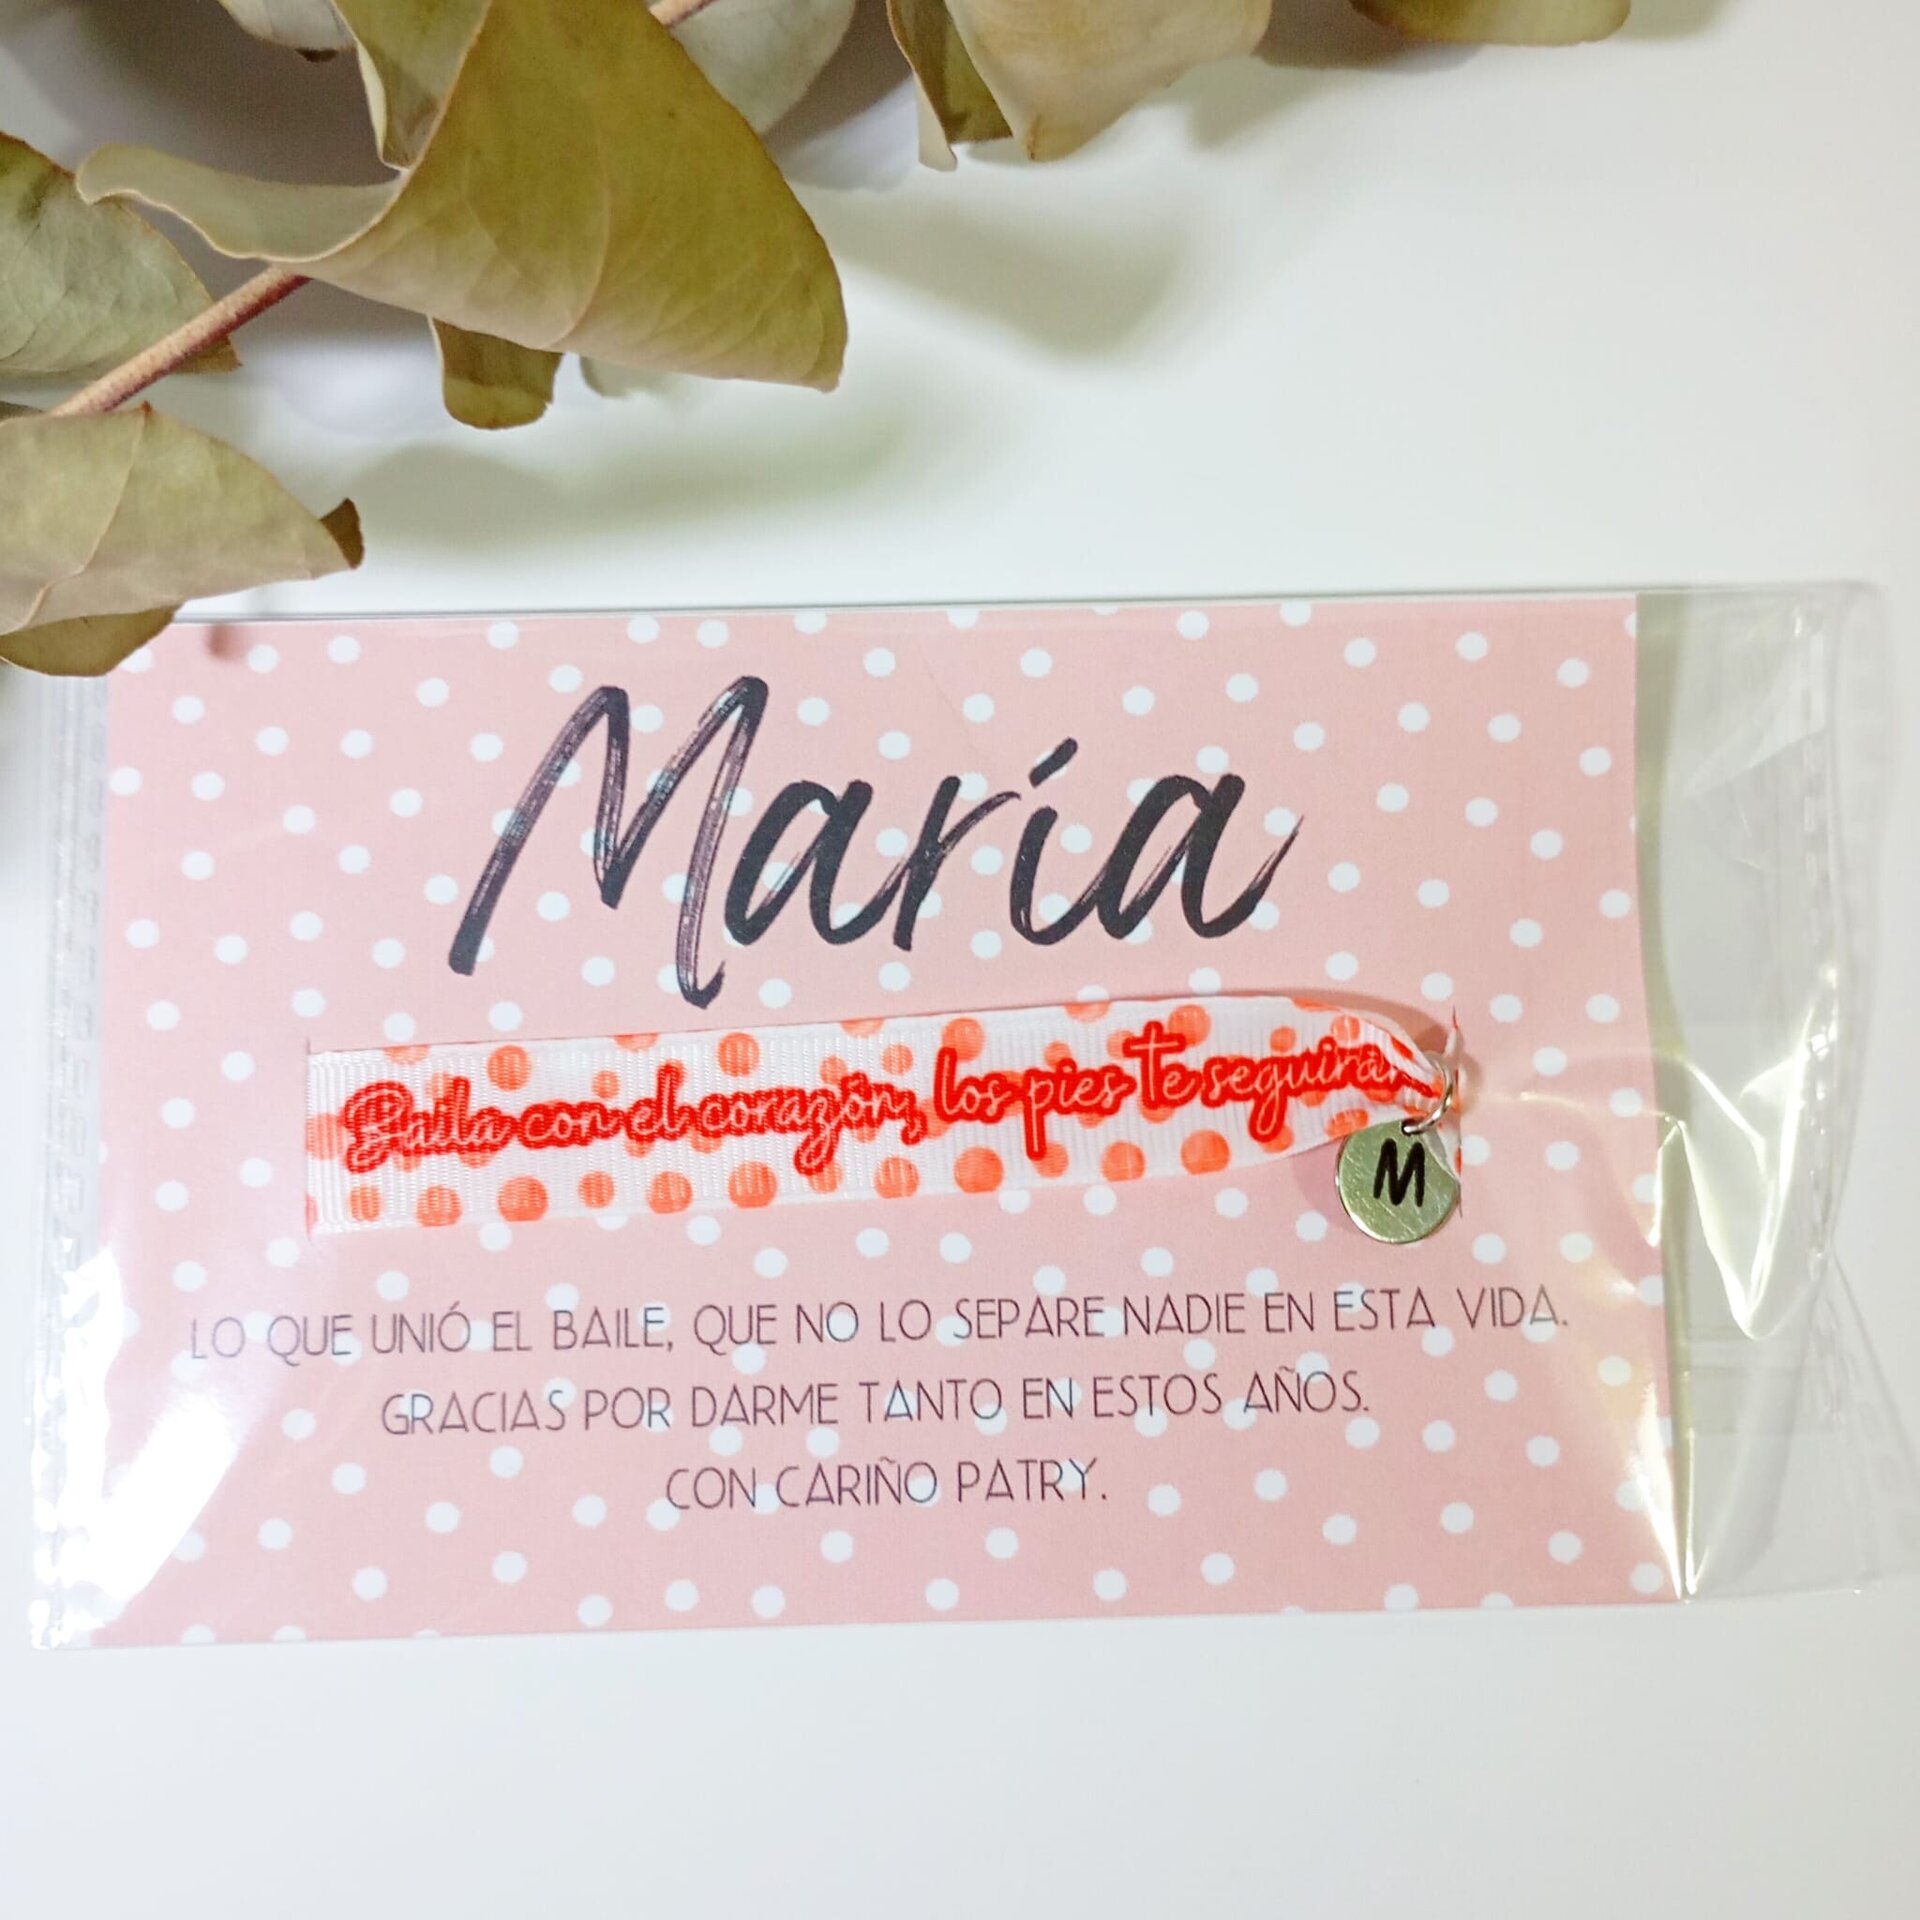 María
Baila con el corazón, los pies te seguirán
M
LO QUE UNIÓ EL BAILE, QUE NO LO SEPARE NADIE EN ESTA VIDA.
GRACIAS POR DARME TANTO EN ESTOS AÑOS.
CON CARIÑO PATRY.